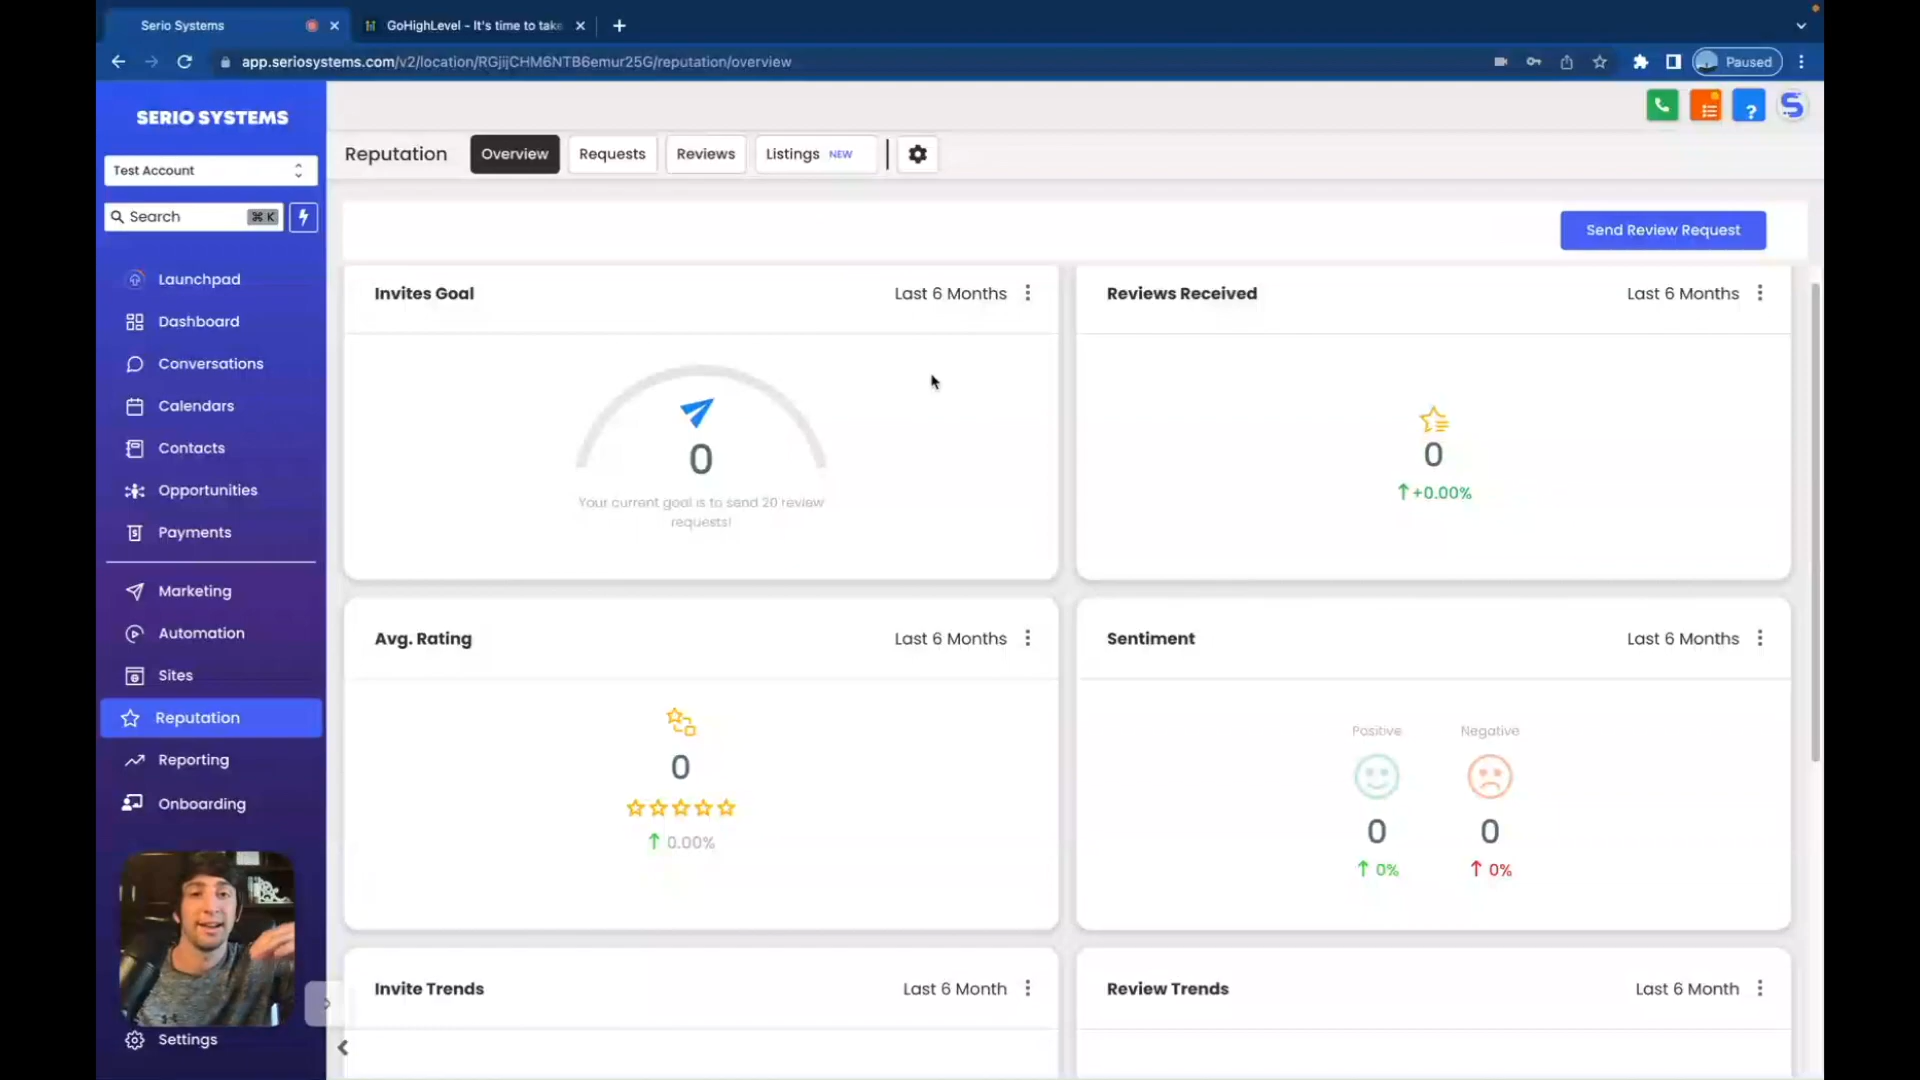 Serio Systems
GoHighLevel - It's time to take
app.seriosystems.com/v2/location/RGjijCHM6NTB6emur25G/reputation/overview
Paused
SERIO SYSTEMS
Test Account
Search ⌘ K
Launchpad
Dashboard
Conversations
Calendars
Contacts
Opportunities
Payments
Marketing
Automation
Sites
Reputation
Reporting
Onboarding
Settings
Reputation Overview Requests Reviews Listings NEW
Send Review Request
Invites Goal Last 6 Months
0
Your current goal is to send 20 review
requests!
Reviews Received Last 6 Months
0
+0.00%
Avg. Rating Last 6 Months
0
0.00%
Sentiment Last 6 Months
Positive Negative
0 0
0% 0%
Invite Trends Last 6 Month
Review Trends Last 6 Month